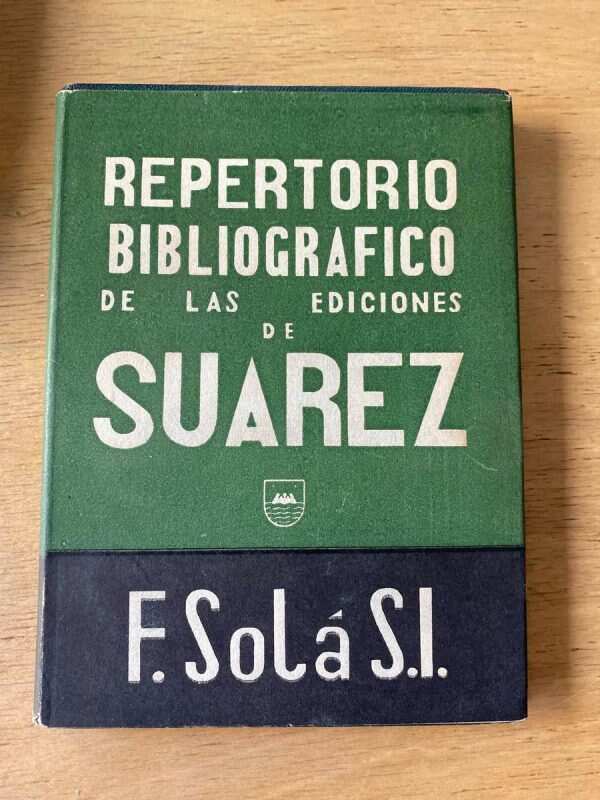 REPERTORIO
BIBLIOGRAFICO
DE LAS EDICIONES
DE
SUAREZ
F. Solá S.I.